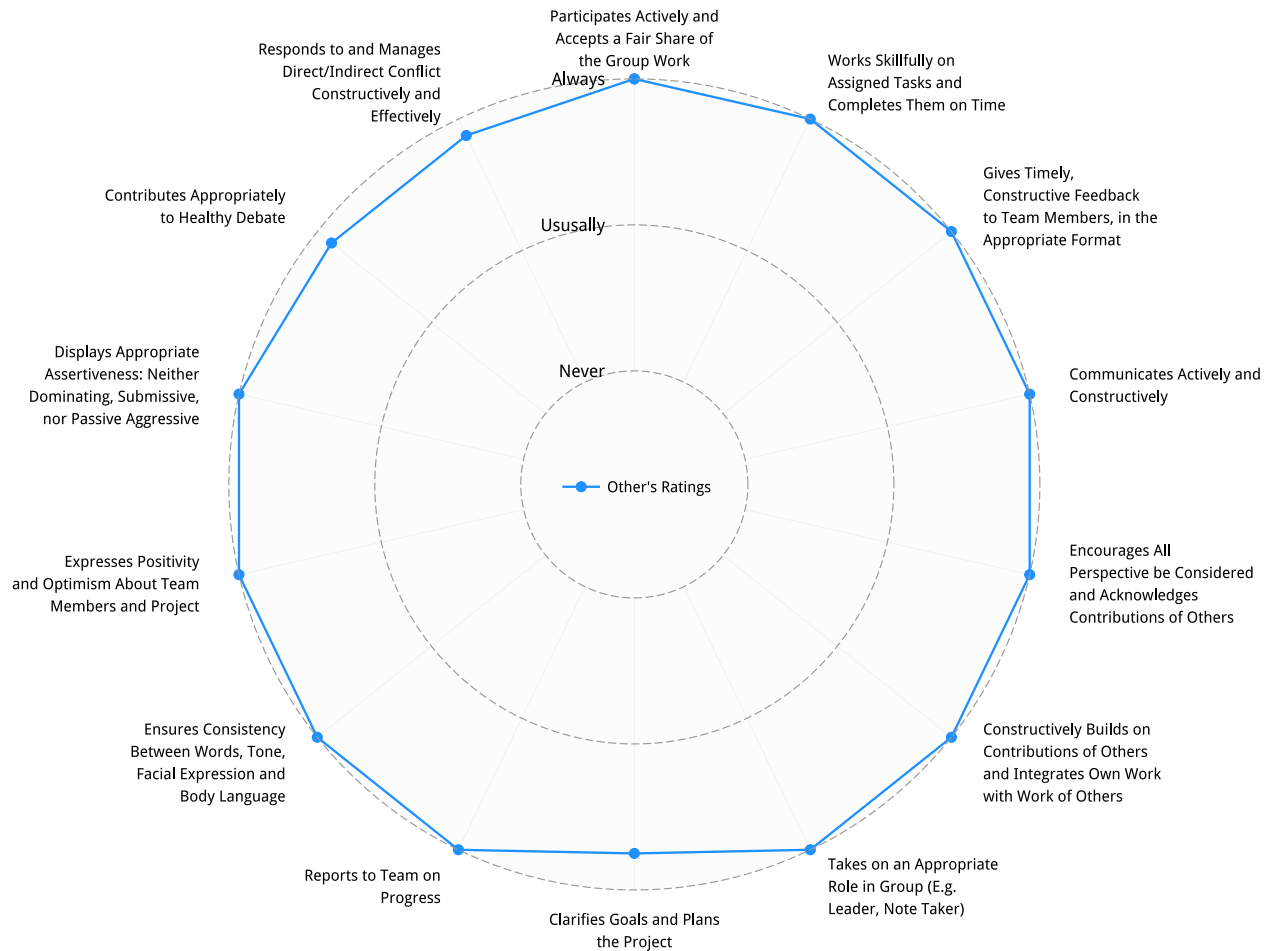 Participates Actively and
Accepts a Fair Share of
the Group Work
Always
Works Skillfully on
Assigned Tasks and
Completes Them on Time
Gives Timely,
Constructive Feedback
to Team Members, in the
Appropriate Format
Communicates Actively and
Constructively
Encourages All
Perspective be Considered
and Acknowledges
Contributions of Others
Constructively Builds on
Contributions of Others
and Integrates Own Work
with Work of Others
Takes on an Appropriate
Role in Group (E.g.
Leader, Note Taker)
Clarifies Goals and Plans
the Project
Reports to Team on
Progress
Ensures Consistency
Between Words, Tone,
Facial Expression and
Body Language
Expresses Positivity
and Optimism About Team
Members and Project
Displays Appropriate
Assertiveness: Neither
Dominating, Submissive,
nor Passive Aggressive
Contributes Appropriately
to Healthy Debate
Responds to and Manages
Direct/Indirect Conflict
Constructively and
Effectively
Ususally
Never
Other's Ratings